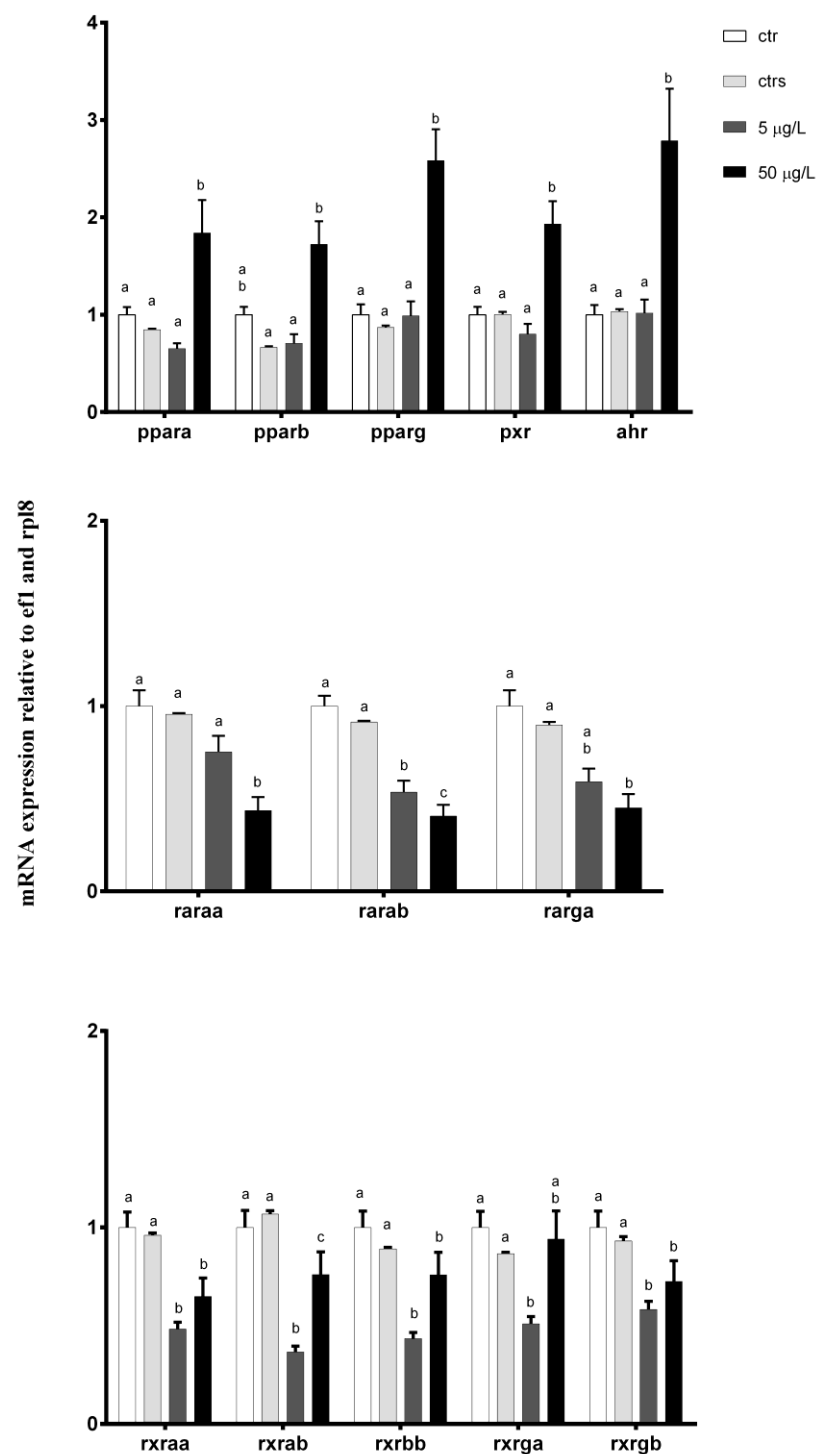 4
3
2
1
0
ctr
ctrs
5 μg/L
50 μg/L
a a a b
a b a a b
a a a b
a a a b
a a a b
ppara pparb pparg pxr ahr
mRNA expression relative to ef1 and rpl8
2
1
0
a a a b
a a b c
a a a b b
raraa rarab rarga
2
1
0
a a b b
a a b c
a a b b
a a b a b
a a b b
rxraa rxrab rxrbb rxrga rxrgb